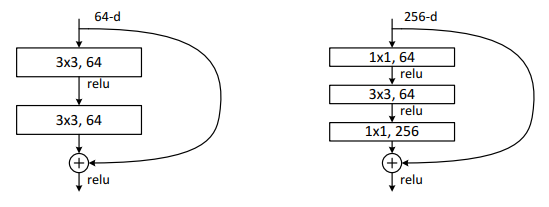 64-d
3x3, 64
relu
3x3, 64
+
relu
256-d
1x1, 64
relu
3x3, 64
relu
1x1, 256
+
relu